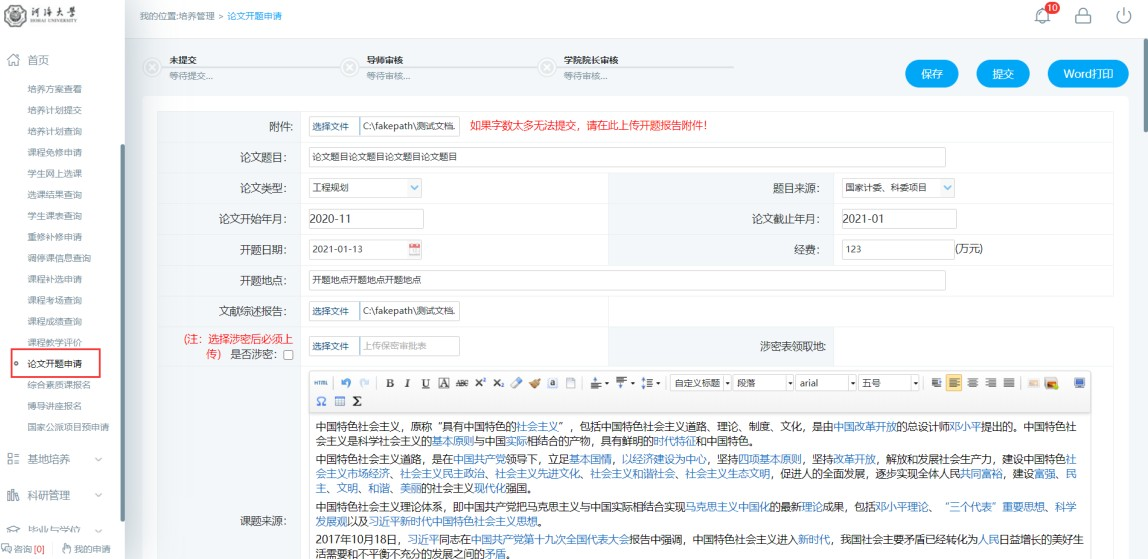 河海大学
HOHAI UNIVERSITY
我的位置:培养管理 > 论文开题申请
10
首页
培养方案查看
培养计划提交
培养计划查询
课程免修申请
学生网上选课
选课结果查询
学生课表查询
重修补修申请
调停课信息查询
课程补选申请
课程考场查询
课程成绩查询
课程教学评价
论文开题申请
综合素质课报名
博导讲座报名
国家公派项目预申请
基地培养
科研管理
毕业与学位
咨询 [0] 我的申请
未提交
等待提交...
导师审核
等待审核...
学院院长审核
等待审核...
保存 提交 Word打印
附件: 选择文件 C:\fakepath\测试文档. 如果字数太多无法提交，请在此上传开题报告附件!
论文题目: 论文题目论文题目论文题目论文题目
论文类型: 工程规划 题目来源: 国家计委、科委项目
论文开始年月: 2020-11 论文截止年月: 2021-01
开题日期: 2021-01-13 经费: 123 (万元)
开题地点: 开题地点开题地点开题地点
文献综述报告: 选择文件 C:\fakepath\测试文档.
(注：选择涉密后必须上
传) 是否涉密: 选择文件 上传保密审批表 涉密表领取地:
HTML B I U A ABC X² X₂ a 自定义标题 段落 arial 五号
Ω Σ
课题来源:
中国特色社会主义，原称“具有中国特色的社会主义”，包括中国特色社会主义道路、理论、制度、文化，是由中国改革开放的总设计师邓小平提出的。中国特色社
会主义是科学社会主义的基本原则与中国实际相结合的产物，具有鲜明的时代特征和中国特色。
中国特色社会主义道路，是在中国共产党领导下，立足基本国情，以经济建设为中心，坚持四项基本原则，坚持改革开放，解放和发展社会生产力，建设中国特色社
会主义市场经济、社会主义民主政治、社会主义先进文化、社会主义和谐社会、社会主义生态文明，促进人的全面发展，逐步实现全体人民共同富裕，建设富强、民
主、文明、和谐、美丽的社会主义现代化强国。
中国特色社会主义理论体系，即中国共产党把马克思主义与中国实际相结合实现马克思主义中国化的最新理论成果，包括邓小平理论、“三个代表”重要思想、科学
发展观以及习近平新时代中国特色社会主义思想。
2017年10月18日，习近平同志在中国共产党第十九次全国代表大会报告中强调，中国特色社会主义进入新时代，我国社会主要矛盾已经转化为人民日益增长的美好生
活需要和不平衡不充分的发展之间的矛盾。